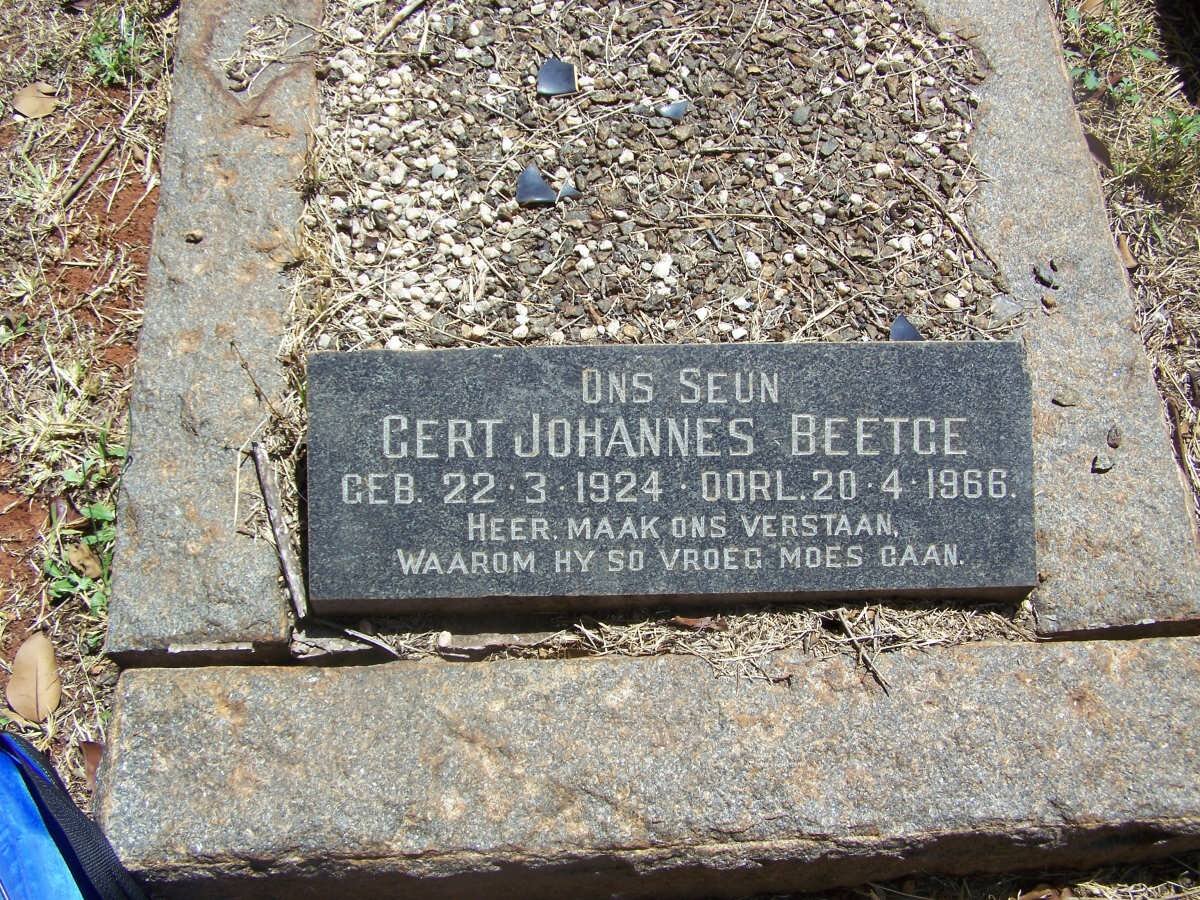 ONS SEUN
GERT JOHANNES BEETGE
GEB. 22·3·1924 · OORL. 20·4·1966.
HEER, MAAK ONS VERSTAAN,
WAAROM HY SO VROEG MOES GAAN.